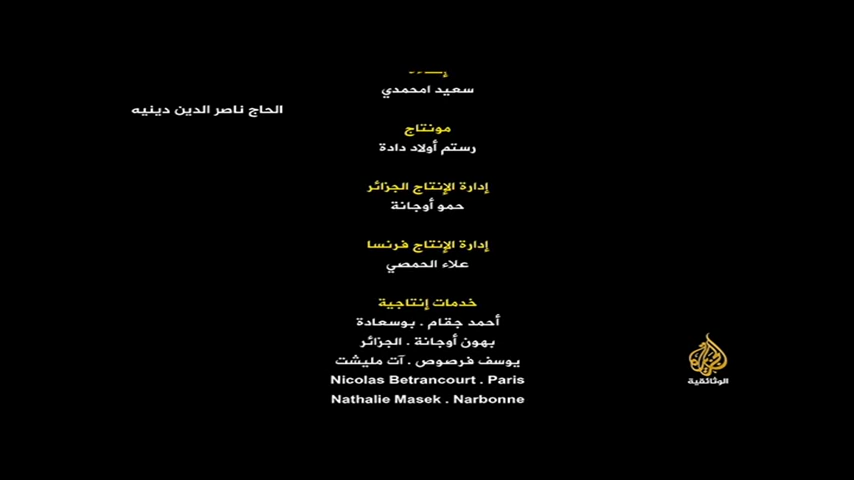 سعيد امحمدي
الحاج ناصر الدين دينيه
مونتاج
رستم أولاد دادة
إدارة الإنتاج الجزائر
حمو أوجانة
إدارة الإنتاج فرنسا
علاء الحمصي
خدمات إنتاجية
أحمد جقام . بوسعادة
بهون أوجانة . الجزائر
يوسف فرصوص . آت مليشت
Nicolas Betrancourt . Paris
Nathalie Masek . Narbonne
الجزيرة
الوثائقية